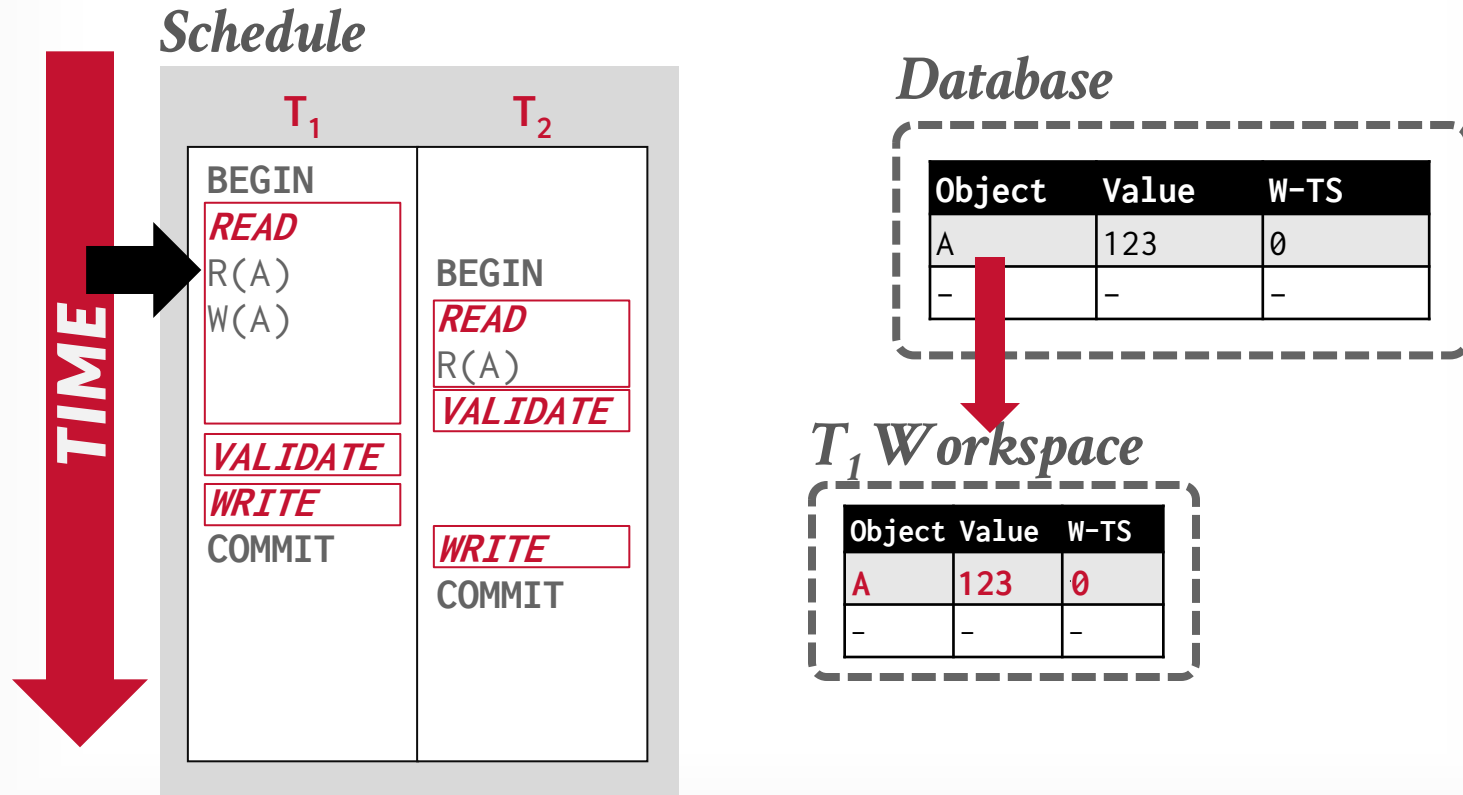 Schedule
T1 T2
TIME
BEGIN
READ
R(A)
W(A)
VALIDATE
WRITE
COMMIT
BEGIN
READ
R(A)
VALIDATE
WRITE
COMMIT
Database
Object Value W-TS
A 123 0
- - -
T1 Workspace
Object Value W-TS
A 123 0
- - -